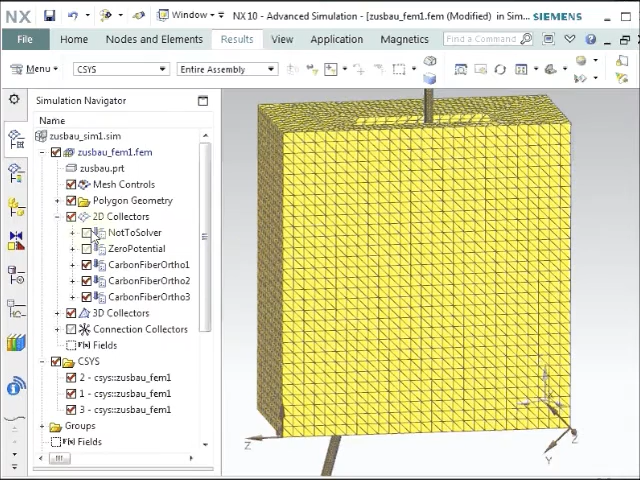 NX
Window
NX 10 - Advanced Simulation - [zusbau_fem1.fem (Modified) in Sim...
SIEMENS
File
Home
Nodes and Elements
Results
View
Application
Magnetics
Find a Command
Menu
CSYS
Entire Assembly
Simulation Navigator
Name
zusbau_sim1.sim
zusbau_fem1.fem
zusbau.prt
Mesh Controls
Polygon Geometry
2D Collectors
NotToSolver
ZeroPotential
CarbonFiberOrtho1
CarbonFiberOrtho2
CarbonFiberOrtho3
3D Collectors
Connection Collectors
Fields
CSYS
2 - csys::zusbau_fem1
1 - csys::zusbau_fem1
3 - csys::zusbau_fem1
Groups
Fields
Z
Z
Y